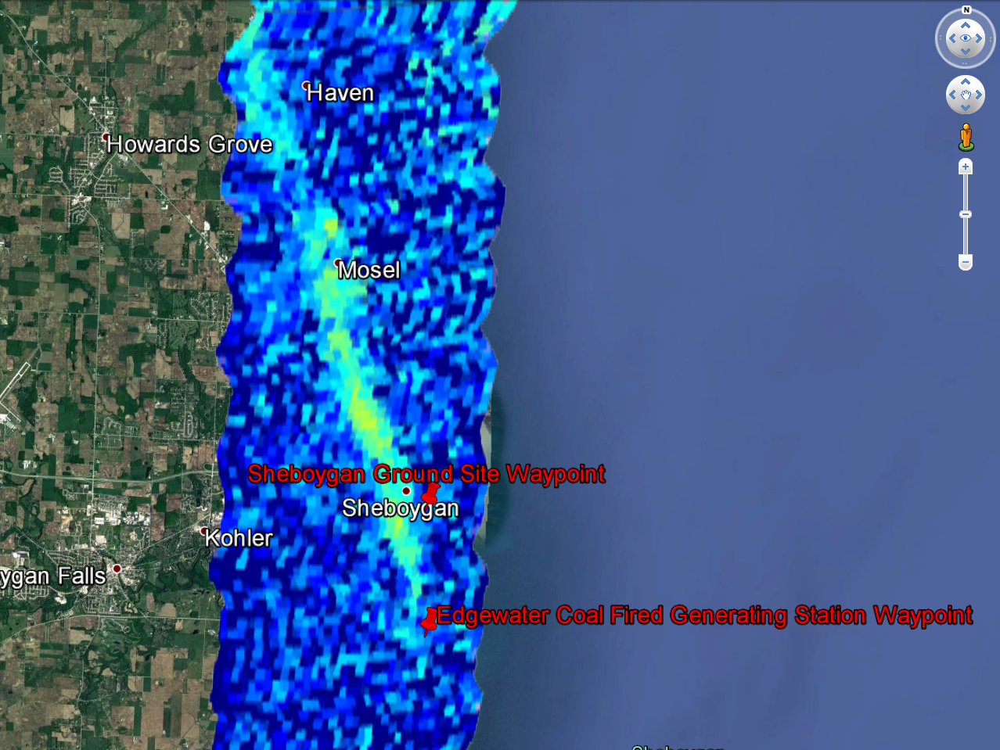 N
Haven
Howards Grove
Mosel
Sheboygan Ground Site Waypoint
Sheboygan
Kohler
ygan Falls
Edgewater Coal Fired Generating Station Waypoint